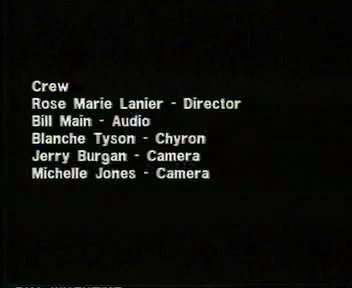 Crew
Rose Marie Lanier - Director
Bill Main - Audio
Blanche Tyson - Chyron
Jerry Burgan - Camera
Michelle Jones - Camera